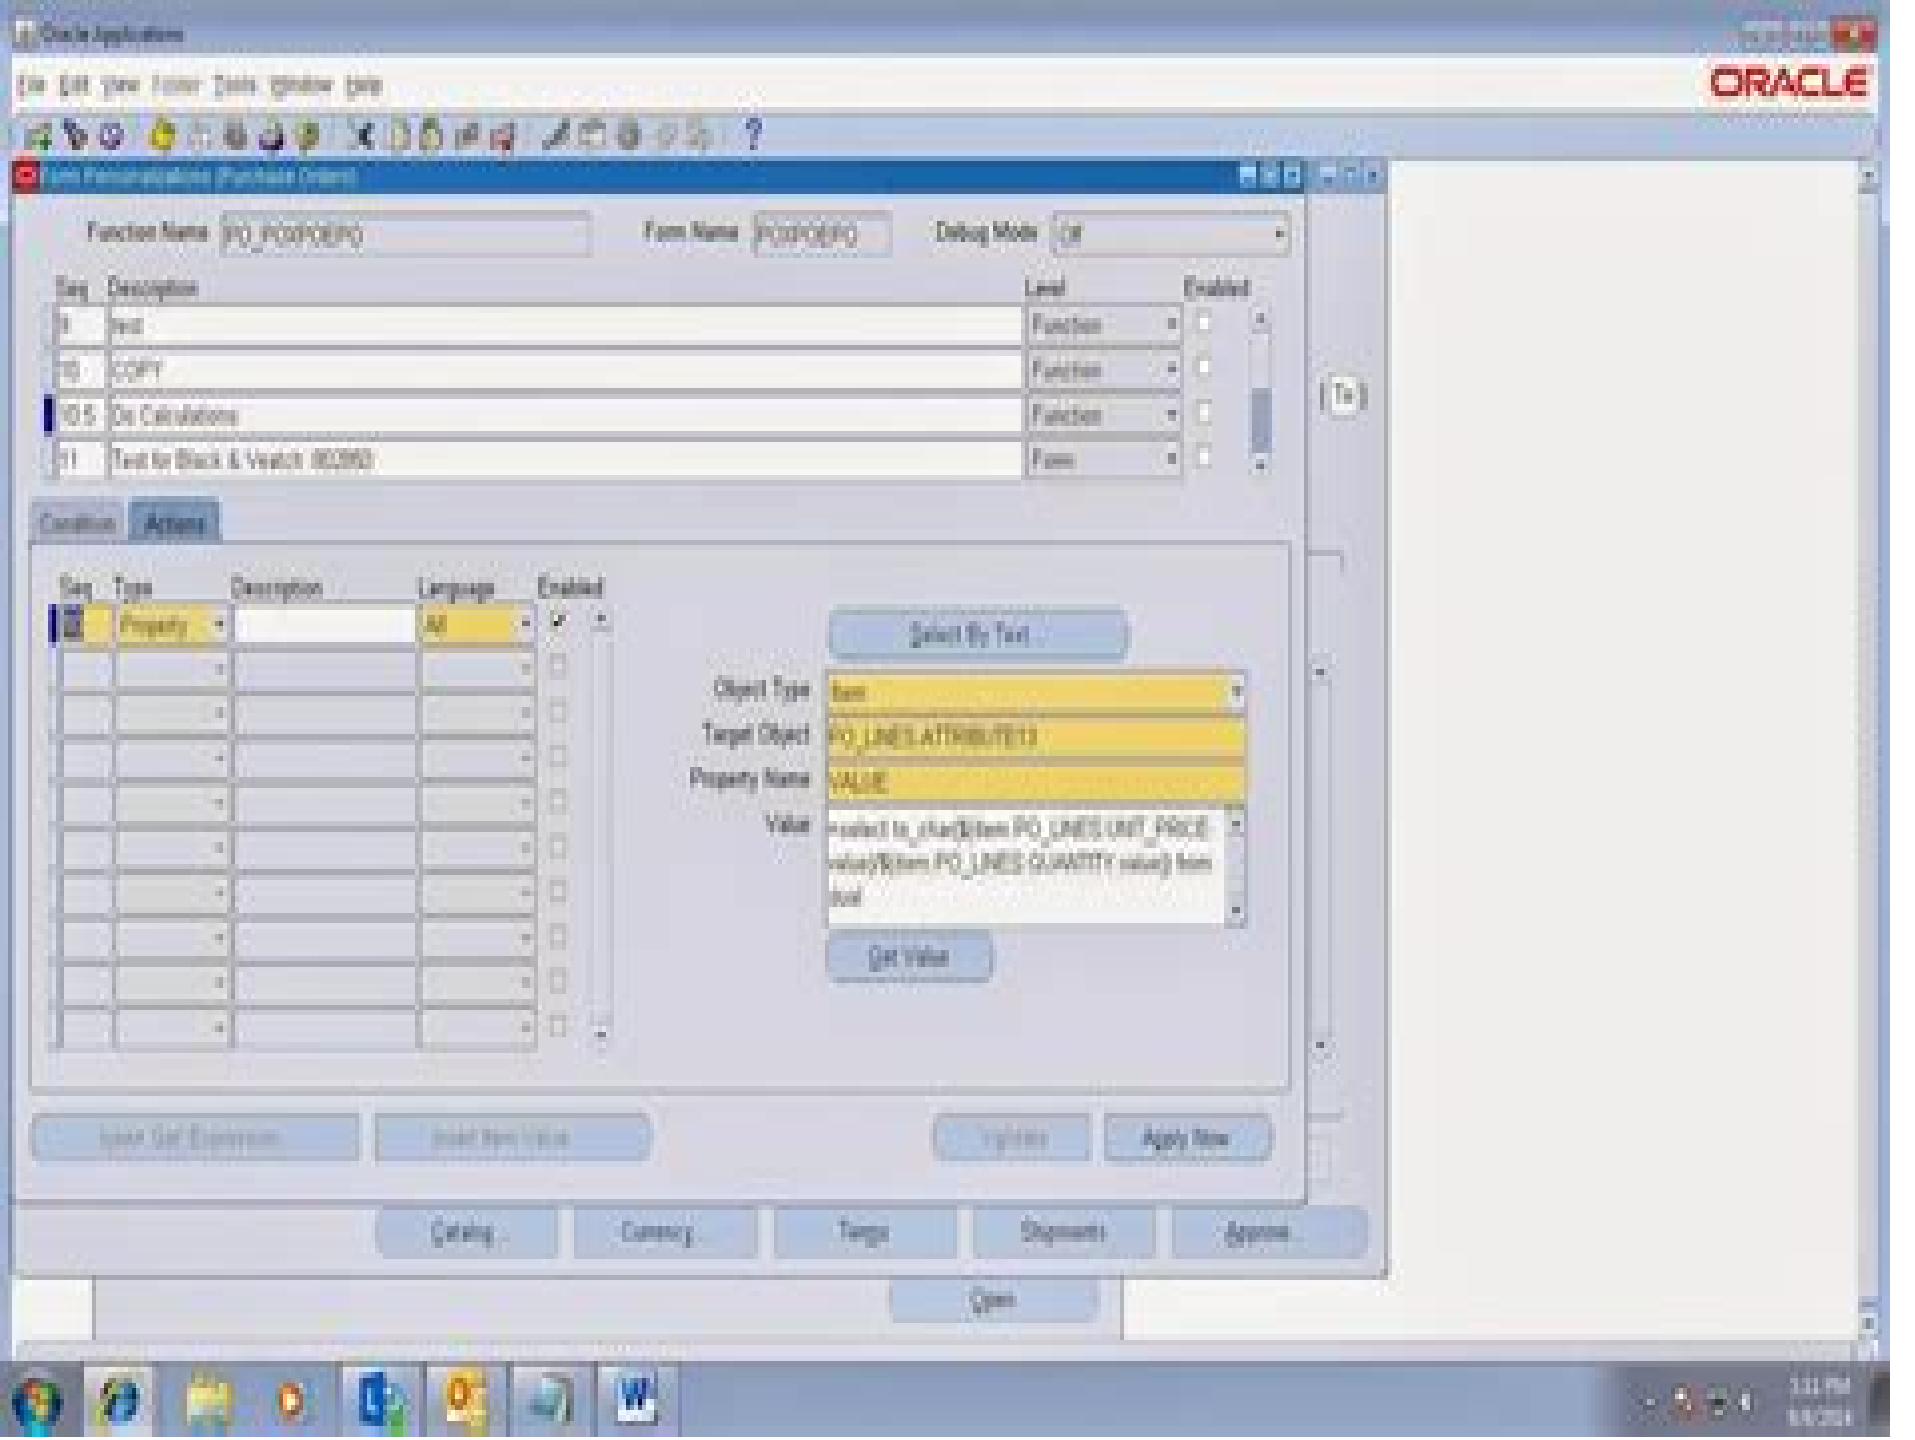 Oracle Applications
File Edit View Folder Tools Window Help
ORACLE
Form Personalizations (Purchase Orders)
Function Name PO_POXPOEPO Form Name POXPOEPO Debug Mode Off
Seq Description Level Enabled
test Function
10 COPY Function
10.5 Do Calculations Function
11 Test for Black & Veatch Form
Condition Actions
Seq Type Description Language Enabled
Property All
Select By Text
Object Type Item
Target Object PO_LINES.ATTRIBUTE13
Property Name VALUE
Value =select to_char(${item.PO_LINES.UNIT_PRICE.
value}/${item.PO_LINES.QUANTITY.value}) from
dual
Get Value
Insert 'Get' Expression... Insert Item Value... Validate Apply Now
Catalog... Currency Terms Shipments Approve...
Open